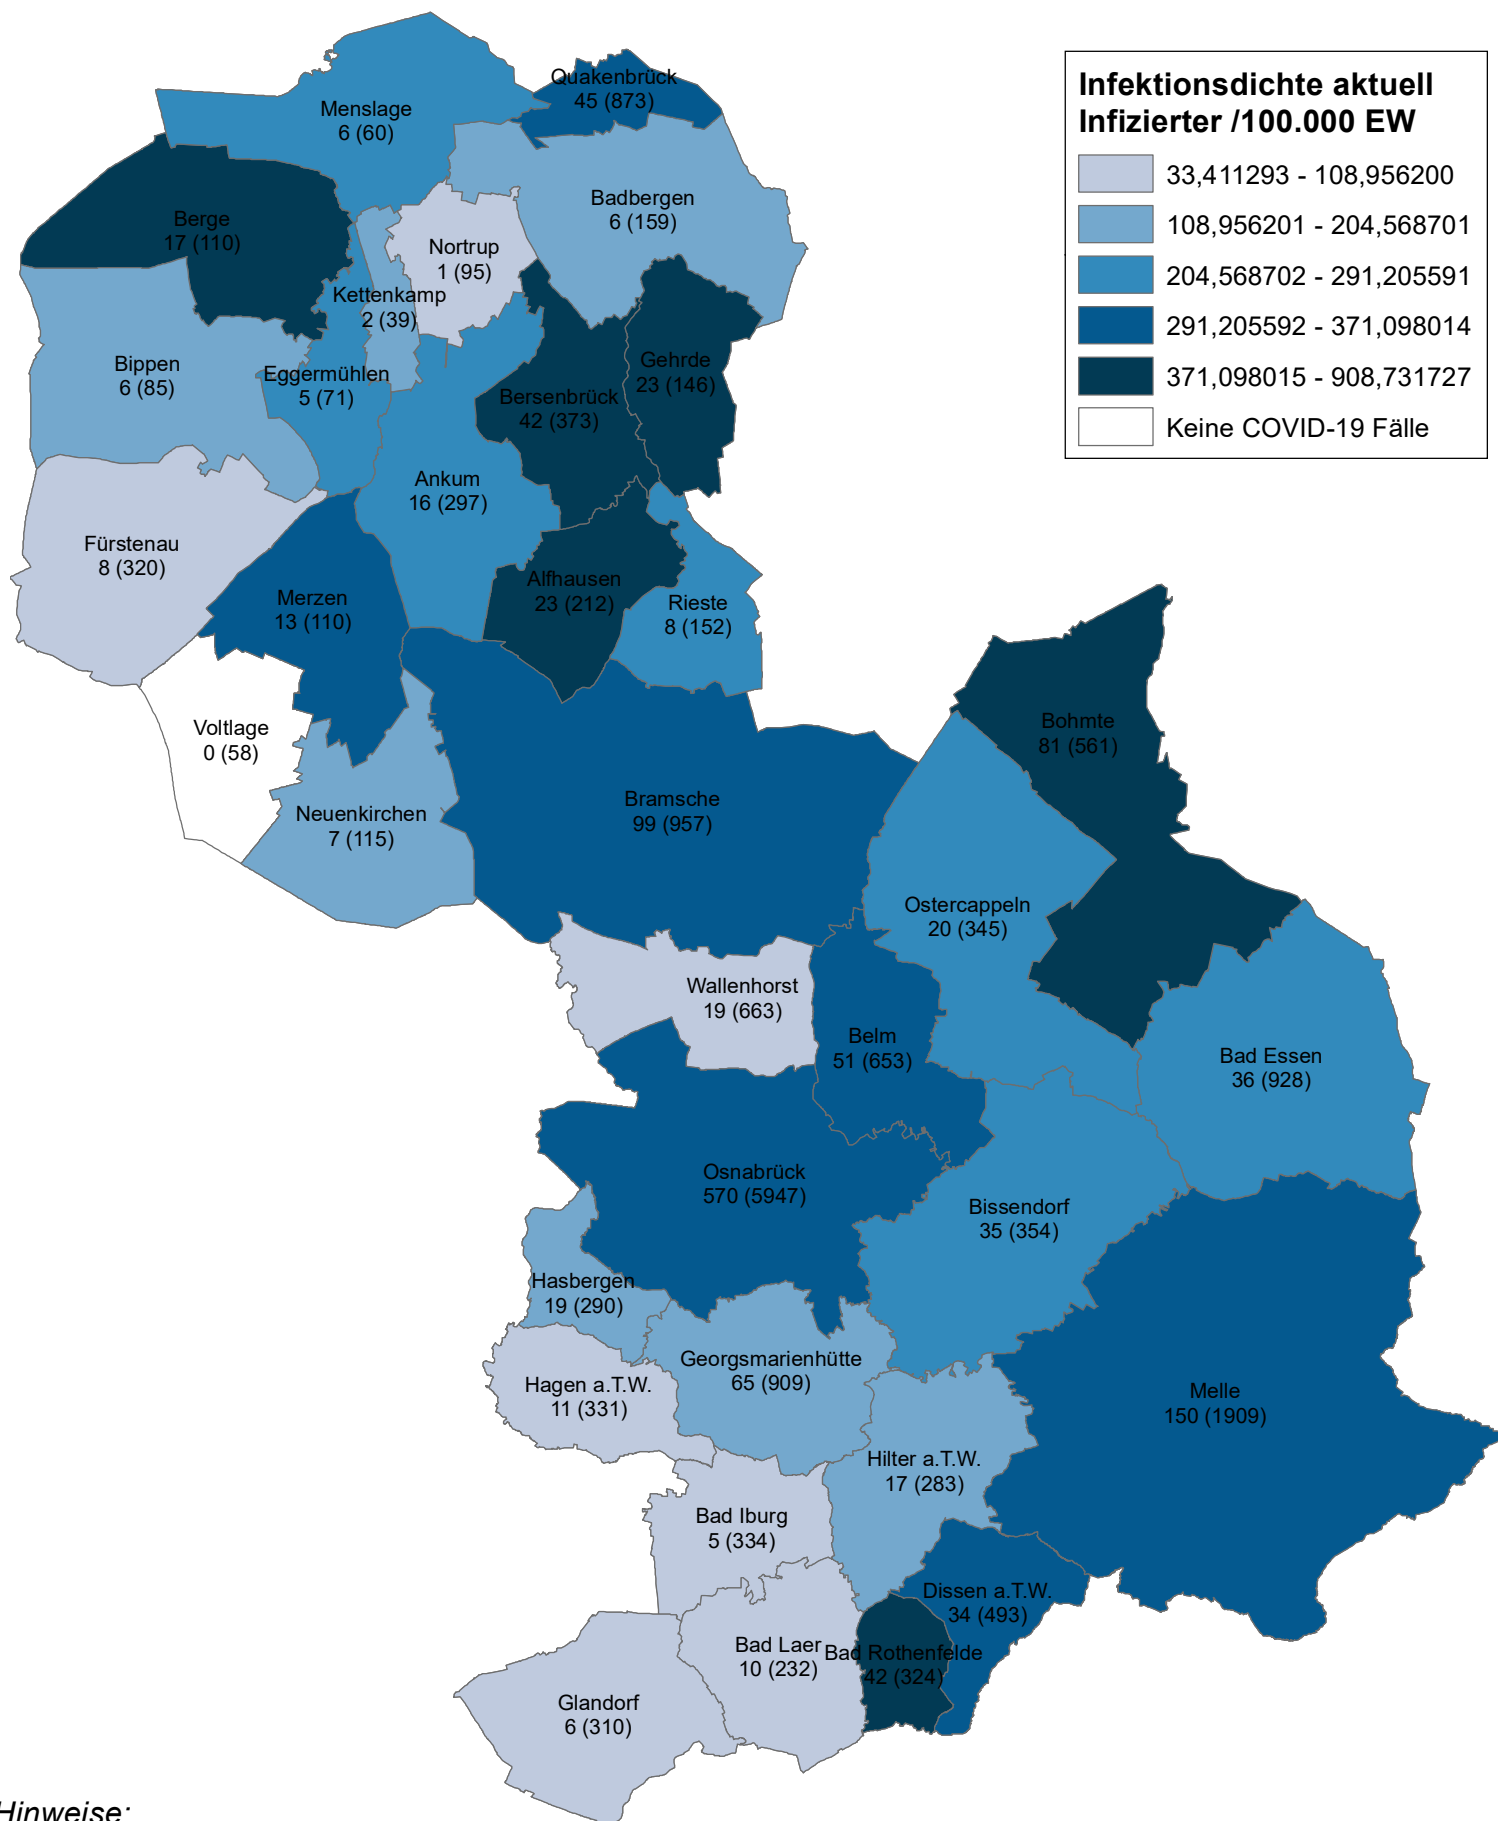 Infektionsdichte aktuell
Infizierter /100.000 EW
33,411293 - 108,956200
108,956201 - 204,568701
204,568702 - 291,205591
291,205592 - 371,098014
371,098015 - 908,731727
Keine COVID-19 Fälle
Quakenbrück
45 (873)
Menslage
6 (60)
Badbergen
6 (159)
Berge
17 (110)
Nortrup
1 (95)
Kettenkamp
2 (39)
Bippen
6 (85)
Eggermühlen
5 (71)
Gehrde
23 (146)
Bersenbrück
42 (373)
Ankum
16 (297)
Fürstenau
8 (320)
Alfhausen
23 (212)
Merzen
13 (110)
Rieste
8 (152)
Voltlage
0 (58)
Bohmte
81 (561)
Neuenkirchen
7 (115)
Bramsche
99 (957)
Ostercappeln
20 (345)
Wallenhorst
19 (663)
Belm
51 (653)
Bad Essen
36 (928)
Osnabrück
570 (5947)
Bissendorf
35 (354)
Hasbergen
19 (290)
Georgsmarienhütte
65 (909)
Hagen a.T.W.
11 (331)
Melle
150 (1909)
Hilter a.T.W.
17 (283)
Bad Iburg
5 (334)
Dissen a.T.W.
34 (493)
Bad Laer
10 (232)
Bad Rothenfelde
42 (324)
Glandorf
6 (310)
Hinweise: